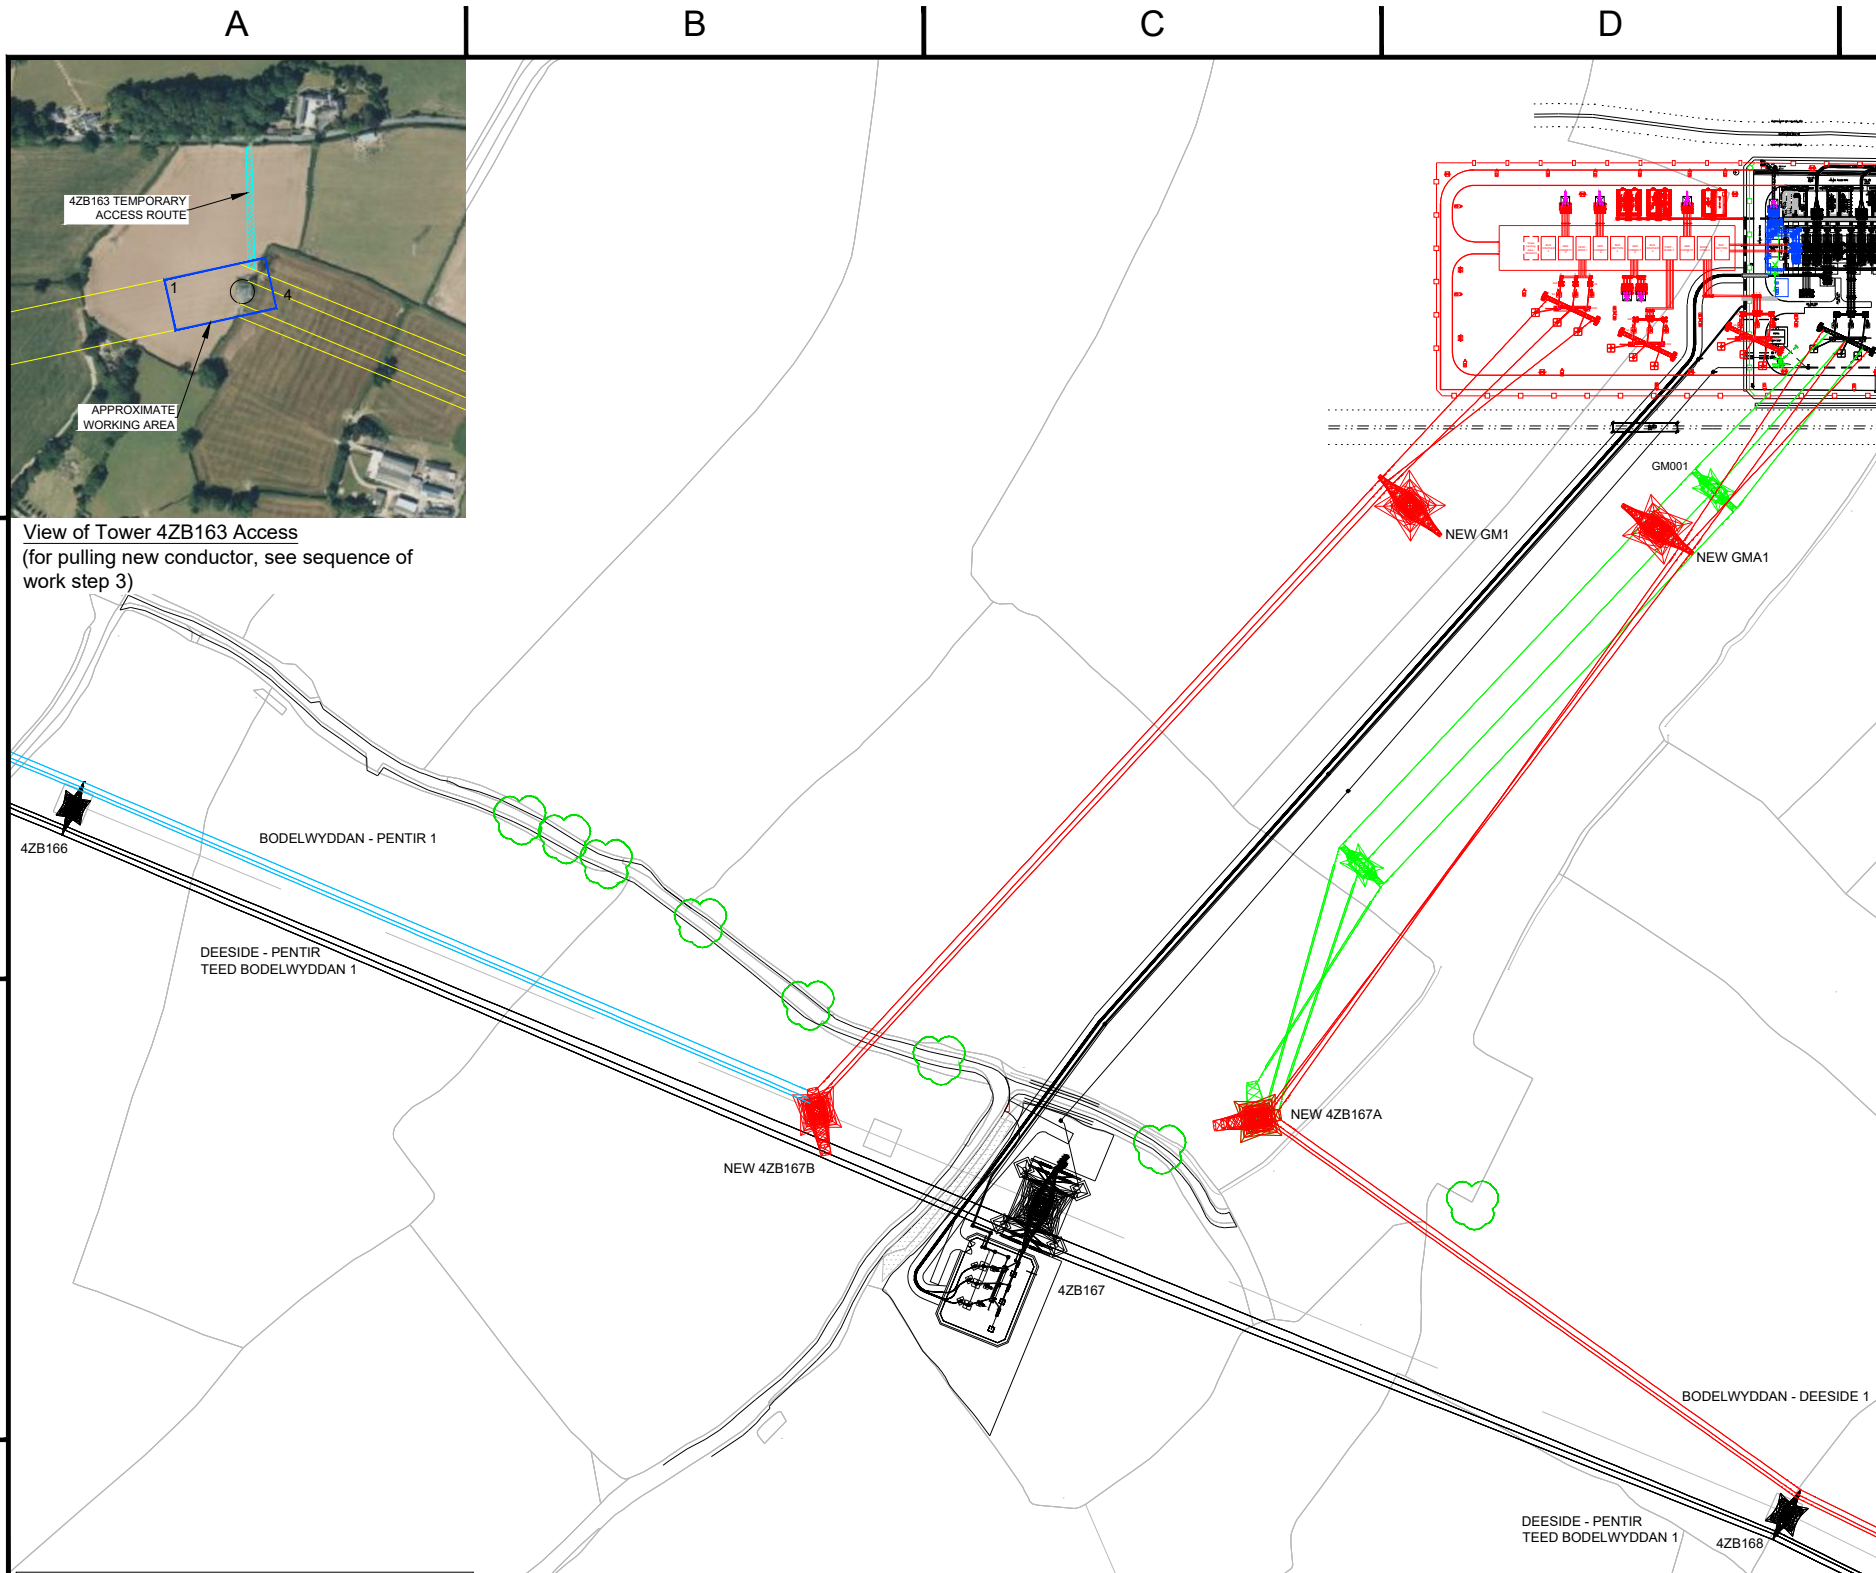 A
B
C
D
4ZB163 TEMPORARY
ACCESS ROUTE
1
4
APPROXIMATE
WORKING AREA
View of Tower 4ZB163 Access
(for pulling new conductor, see sequence of
work step 3)
GM001
NEW GM1
NEW GMA1
4ZB166
BODELWYDDAN - PENTIR 1
DEESIDE - PENTIR
TEED BODELWYDDAN 1
NEW 4ZB167B
NEW 4ZB167A
4ZB167
BODELWYDDAN - DEESIDE 1
DEESIDE - PENTIR
TEED BODELWYDDAN 1
4ZB168